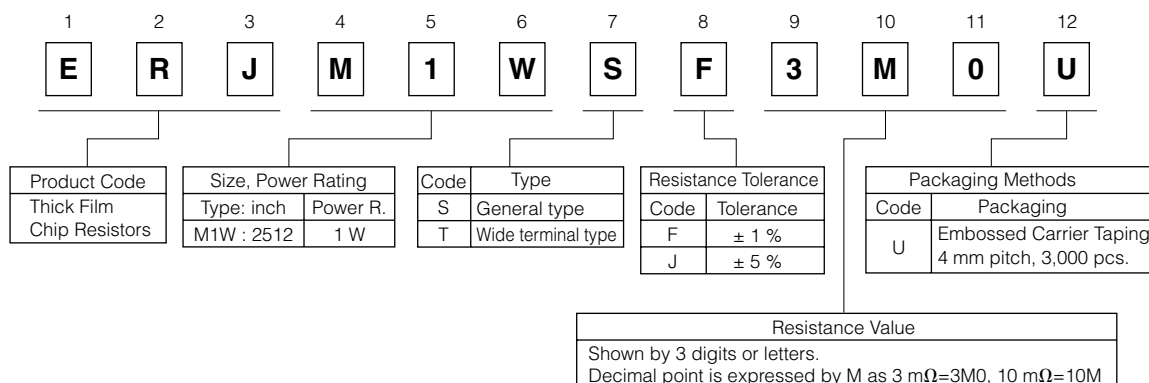 1 2 3 4 5 6 7 8 9 10 11 12
E R J M 1 W S F 3 M 0 U
Product Code
Thick Film
Chip Resistors
Size, Power Rating
Type: inch Power R.
M1W : 2512 1 W
Code Type
S General type
T Wide terminal type
Resistance Tolerance
Code Tolerance
F ± 1 %
J ± 5 %
Packaging Methods
Code Packaging
U Embossed Carrier Taping
4 mm pitch, 3,000 pcs.
Resistance Value
Shown by 3 digits or letters.
Decimal point is expressed by M as 3 mΩ=3M0, 10 mΩ=10M